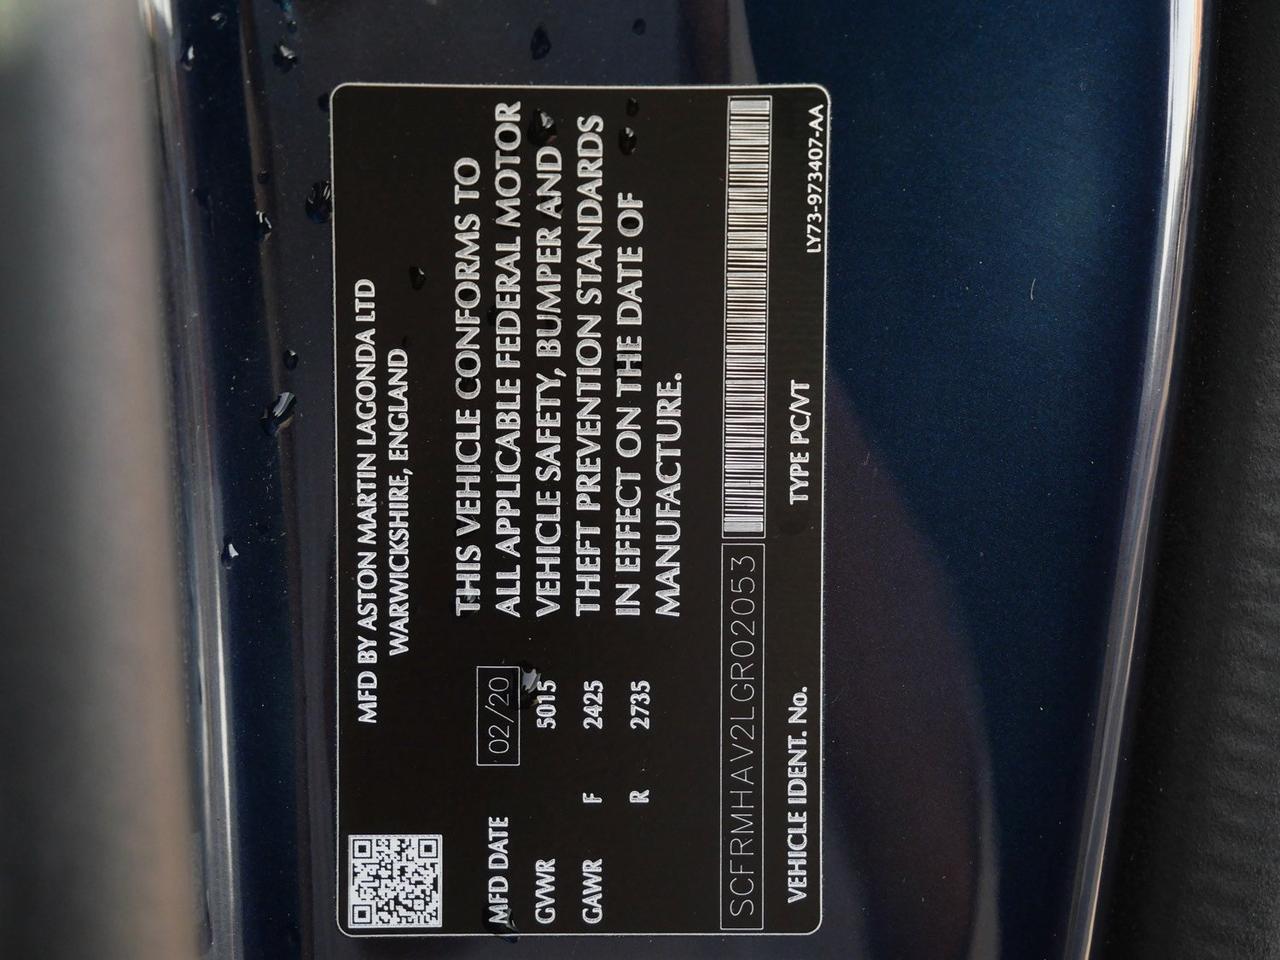 MFD BY ASTON MARTIN LAGONDA LTD
WARWICKSHIRE, ENGLAND
MFD DATE 02/20
GVWR 5015
GAWR F 2425
R 2735
THIS VEHICLE CONFORMS TO
ALL APPLICABLE FEDERAL MOTOR
VEHICLE SAFETY, BUMPER AND
THEFT PREVENTION STANDARDS
IN EFFECT ON THE DATE OF
MANUFACTURE.
SCFRMHAV2LGR02053
VEHICLE IDENT. No. TYPE PC/VT
LY73-973407-AA